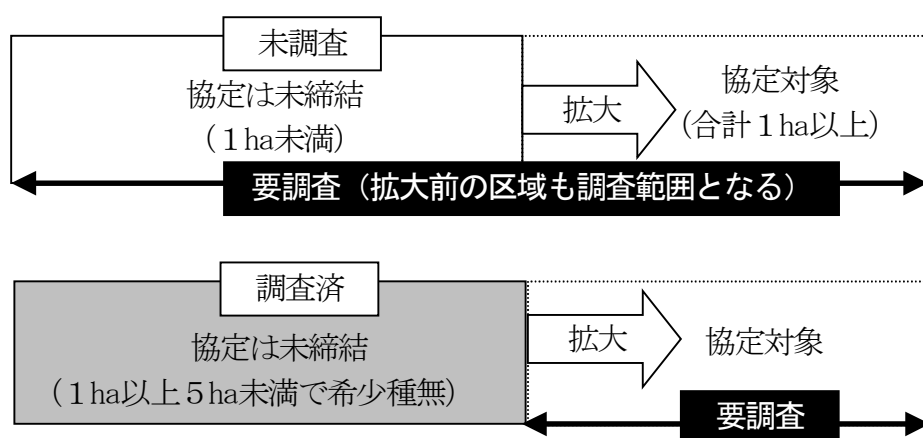 未調査
協定は未締結
(1ha未満)
拡大
協定対象
(合計1ha以上)
要調査(拡大前の区域も調査範囲となる)
調査済
協定は未締結
(1ha以上5ha未満で希少種無)
拡大
協定対象
要調査